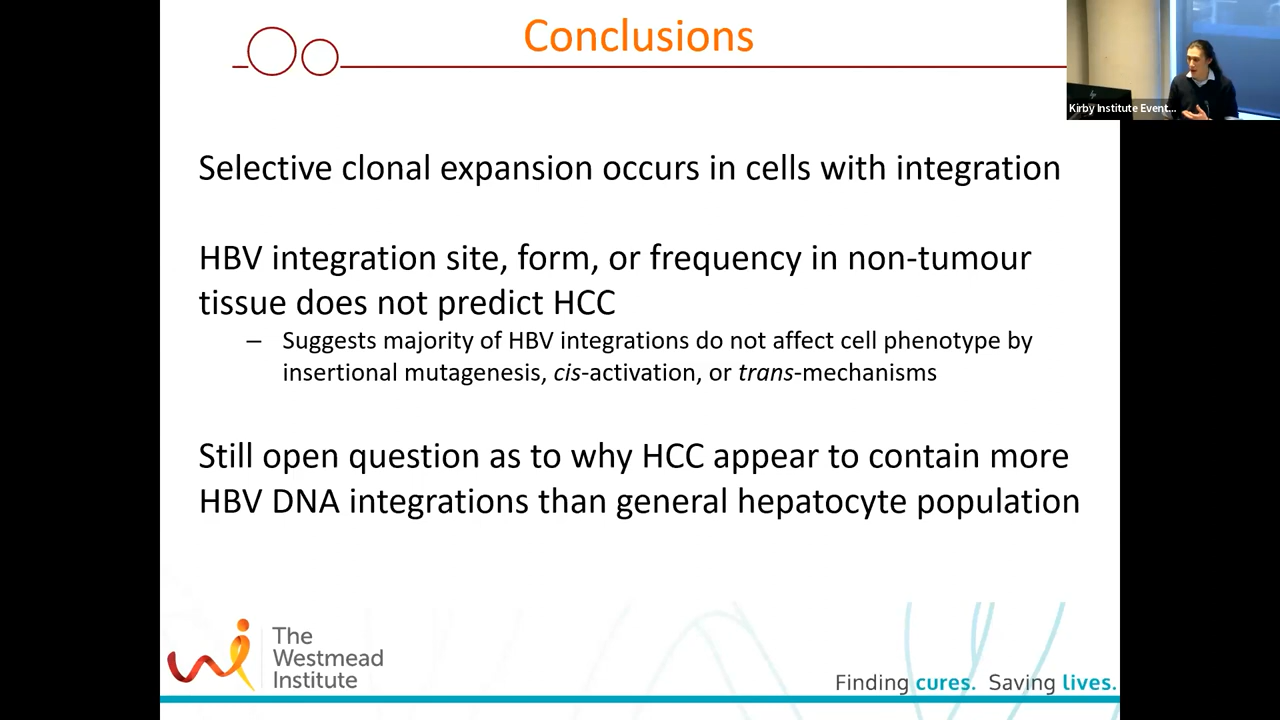 Conclusions
Kirby Institute Event...
Selective clonal expansion occurs in cells with integration
HBV integration site, form, or frequency in non-tumour
tissue does not predict HCC
– Suggests majority of HBV integrations do not affect cell phenotype by
insertional mutagenesis, cis-activation, or trans-mechanisms
Still open question as to why HCC appear to contain more
HBV DNA integrations than general hepatocyte population
The
Westmead
Institute
Finding cures. Saving lives.